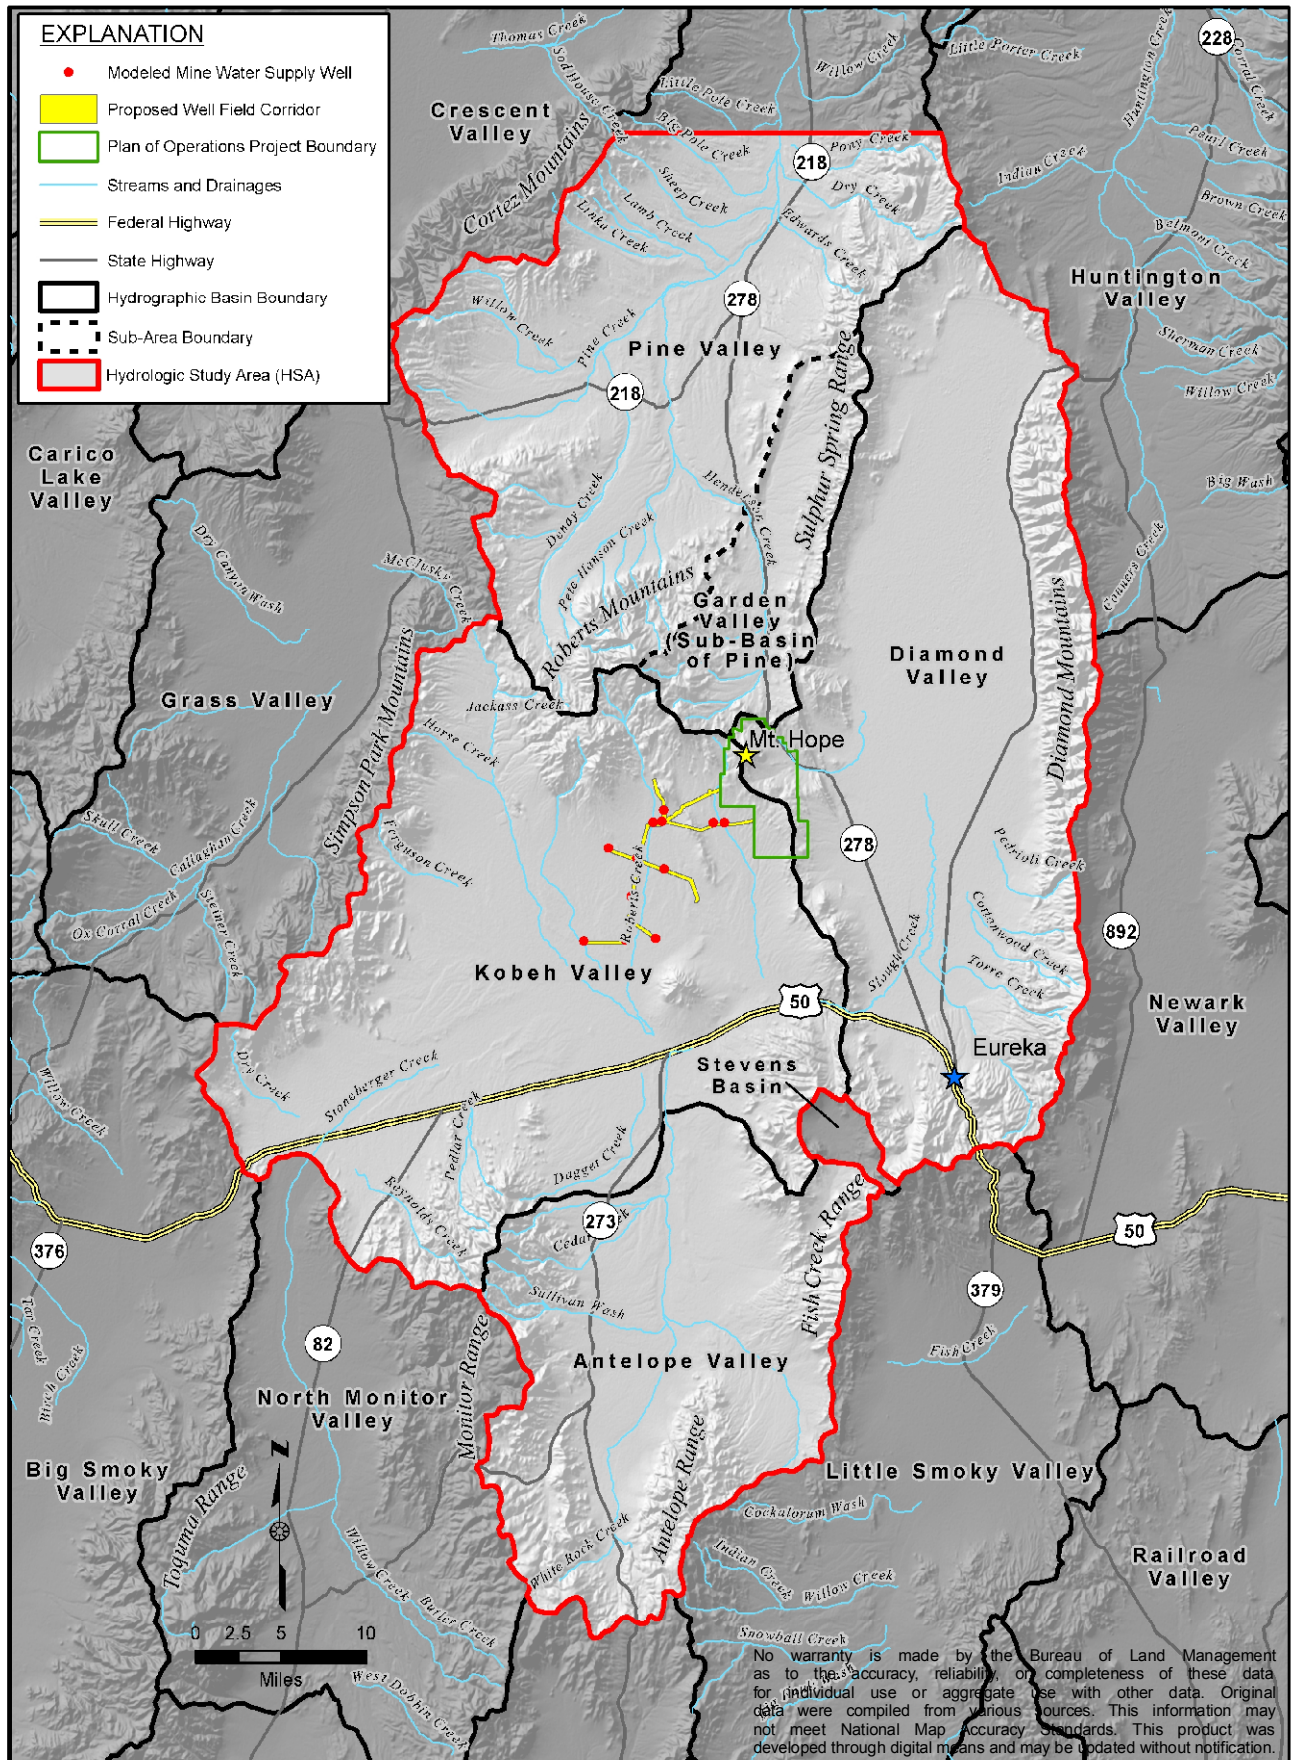 EXPLANATION
Modeled Mine Water Supply Well
Proposed Well Field Corridor
Plan of Operations Project Boundary
Streams and Drainages
Federal Highway
State Highway
Hydrographic Basin Boundary
Sub-Area Boundary
Hydrologic Study Area (HSA)
Thomas Creek
Sod House Creek
Willow Creek
Little Porter Creek
228
Corral Creek
Huntington Creek
Crescent
Valley
Little Pole Creek
Big Pole Creek
Pony Creek
218
Pearl Creek
Indian Creek
Cortez Mountains
Sheep Creek
Dry Creek
Lamb Creek
Linka Creek
Edwards Creek
Brown Creek
Belmont Creek
Huntington
Valley
278
Willow Creek
Pine Creek
Pine Valley
Sherman Creek
Willow Creek
218
Sulphur Spring Range
Carico
Lake
Valley
Big Wash
Henderson Creek
Denay Creek
Dry Canyon Wash
Pete Hanson Creek
McClusky Creek
Conners Creek
Roberts Mountains
Garden
Valley
(Sub-Basin
of Pine)
Diamond
Valley
Diamond Mountains
Grass Valley
Simpson Park Mountains
Jackass Creek
Horse Creek
Mt. Hope
Skull Creek
Callaghan Creek
Ferguson Creek
278
Pedrioli Creek
Roberts Creek
Ox Corral Creek
Steiner Creek
Cottonwood Creek
892
Slough Creek
Torre Creek
Kobeh Valley
50
Newark
Valley
Eureka
Dry Creek
Stoneberger Creek
Stevens
Basin
Willow Creek
Pedlar Creek
Dagger Creek
Reynolds Creek
273
Fish Creek Range
376
50
379
Sullivan Wash
Tar Creek
Birch Creek
82
Fish Creek
Antelope Valley
North Monitor
Valley
Monitor Range
Antelope Range
Big Smoky
Valley
Little Smoky Valley
Toquma Range
Cockalorum Wash
White Rock Creek
Indian Creek
Willow Creek
Railroad
Valley
Willow Creek
Butler Creek
Snowball Creek
West Dobbin Creek
0 2.5 5 10
Miles
No warranty is made by the Bureau of Land Management
as to the accuracy, reliability, or completeness of these data
for individual use or aggregate use with other data. Original
data were compiled from various sources. This information may
not meet National Map Accuracy Standards. This product was
developed through digital means and may be updated without notification.